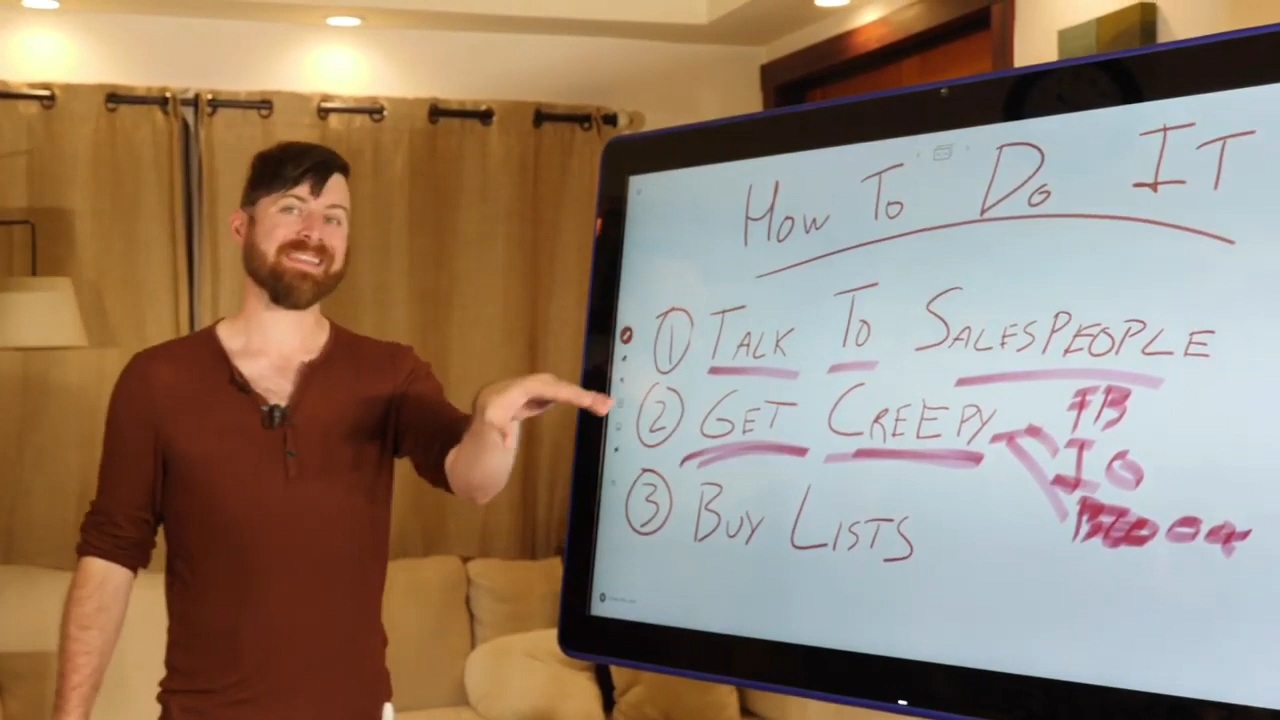 How To Do IT
① TALK To SALESPEOPLE
② GET CREEPY
FB
IG
③ BUY LISTS